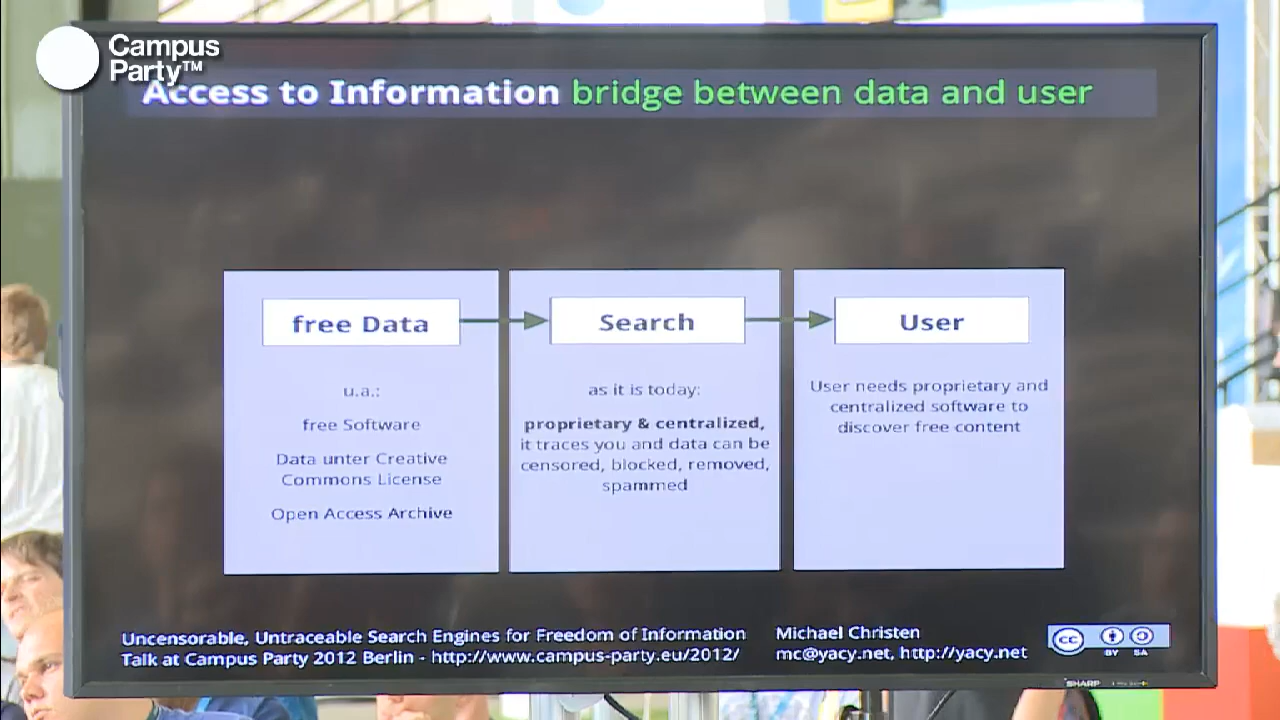 Campus
Party™
Access to Information bridge between data and user
free Data
u.a.:
free Software
Data unter Creative
Commons License
Open Access Archive
Search
as it is today:
proprietary & centralized,
it traces you and data can be
censored, blocked, removed,
spammed
User
User needs proprietary and
centralized software to
discover free content
Uncensorable, Untraceable Search Engines for Freedom of Information
Talk at Campus Party 2012 Berlin - http://www.campus-party.eu/2012/
Michael Christen
mc@yacy.net, http://yacy.net
cc
BY SA
SHARP